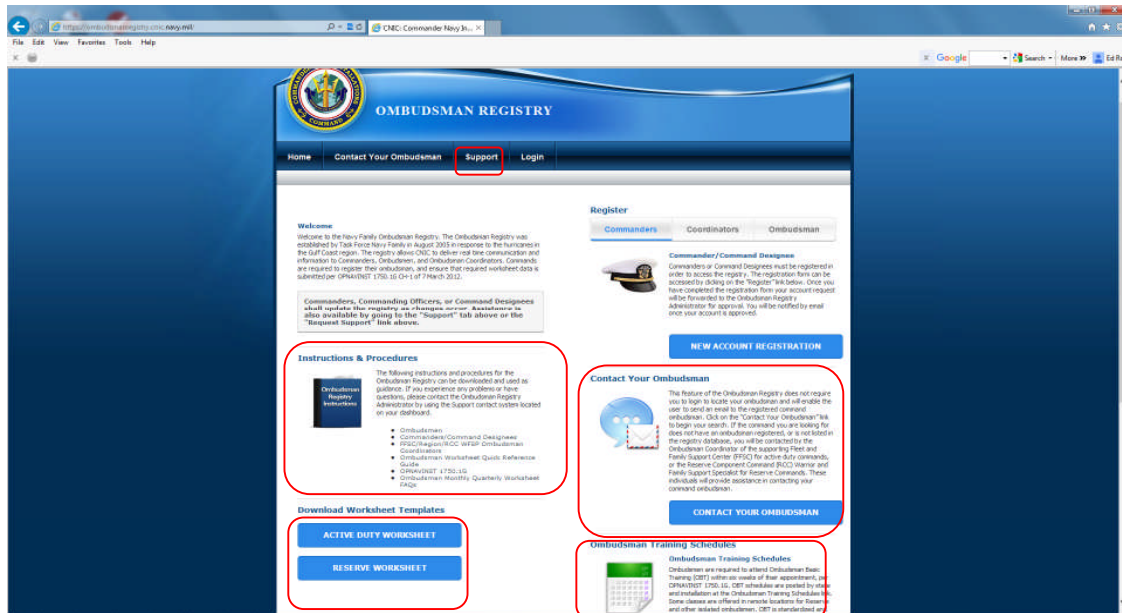 https://ombudsmanregistry.cnic.navy.mil/
CNIC: Commander Navy In...
File Edit View Favorites Tools Help
Google Search More Ed
COMMAND
OMBUDSMAN REGISTRY
Home Contact Your Ombudsman Support Login
Welcome
Welcome to the Navy Family Ombudsman Registry. The Ombudsman Registry was
established by Task Force Navy Family in August 2005 in response to the hurricanes in
the Gulf Coast region. The registry allows CNIC to deliver real time communication and
information to Commanders, Ombudsmen, and Ombudsman Coordinators. Commands
are required to register their ombudsman, and ensure that required worksheet data is
submitted per OPNAVINST 1750.1G CH-1 of 7 March 2012.
Commanders, Commanding Officers, or Command Designees
shall update the registry as changes occur. Assistance is
also available by going to the "Support" tab above or the
"Request Support" link above.
Instructions & Procedures
Ombudsman
Registry
Instructions
The following instructions and procedures for the
Ombudsman Registry can be downloaded and used as
guidance. If you experience any problems or have
questions, please contact the Ombudsman Registry
Administrator by using the Support contact system located
on your dashboard.
Ombudsman
Commanders/Command Designees
FFSC/Region/RCC WFSP Ombudsman
Coordinators
Ombudsman Worksheet Quick Reference
Guide
OPNAVINST 1750.1G
Ombudsman Monthly Quarterly Worksheet
FAQs
Download Worksheet Templates
ACTIVE DUTY WORKSHEET
RESERVE WORKSHEET
Register
Commanders Coordinators Ombudsman
Commander/Command Designee
Commanders or Command Designees must be registered in
order to access the registry. The registration form can be
accessed by clicking on the "Register" link below. Once you
have completed the registration form your account request
will be forwarded to the Ombudsman Registry
Administrator for approval. You will be notified by email
once your account is approved.
NEW ACCOUNT REGISTRATION
Contact Your Ombudsman
This feature of the Ombudsman Registry does not require
you to login to locate your ombudsman and will enable the
user to send an email to the registered command
ombudsman. Click on the "Contact Your Ombudsman" link
to begin your search. If the command you are looking for
does not have an ombudsman registered, or is not listed in
the registry database, you will be contacted by the
Ombudsman Coordinator of the supporting Fleet and
Family Support Center (FFSC) for active duty commands,
or the Reserve Component Command (RCC) Warrior and
Family Support Specialist for Reserve Commands. These
individuals will provide assistance in contacting your
command ombudsman.
CONTACT YOUR OMBUDSMAN
Ombudsman Training Schedules
Ombudsman Training Schedules
Ombudsmen are required to attend Ombudsman Basic
Training (OBT) within six weeks of their appointment, per
OPNAVINST 1750.1G. OBT schedules are posted by state
and installation at the Ombudsman Training Schedules link.
Some classes are offered in remote locations for Reserve
and other isolated ombudsmen. OBT is standardized and